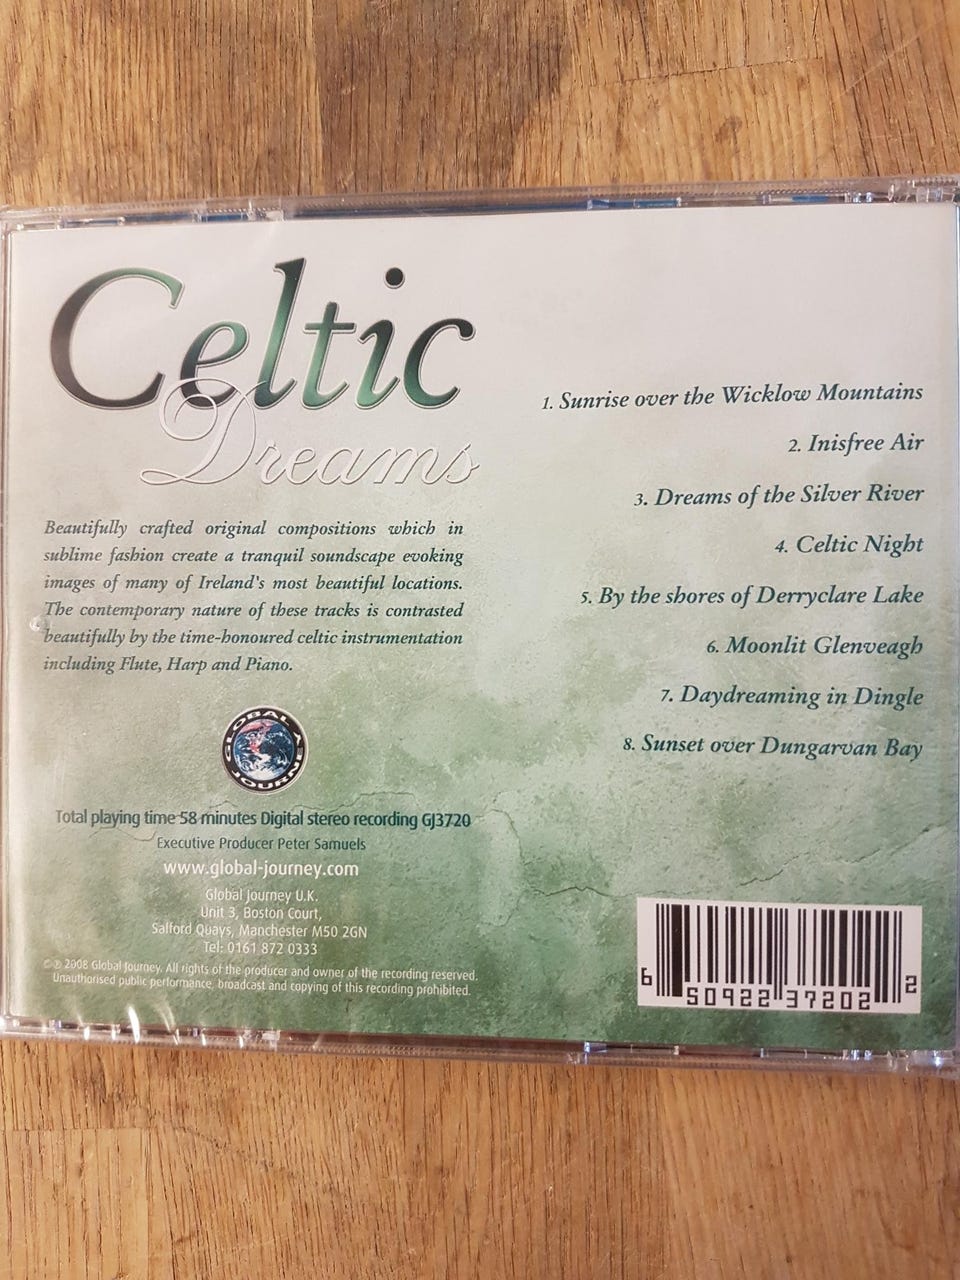 Celtic
Dreams
Beautifully crafted original compositions which in
sublime fashion create a tranquil soundscape evoking
images of many of Ireland's most beautiful locations.
The contemporary nature of these tracks is contrasted
beautifully by the time-honoured celtic instrumentation
including Flute, Harp and Piano.
GLOBAL JOURNEY
Total playing time 58 minutes Digital stereo recording GJ3720
Executive Producer Peter Samuels
www.global-journey.com
Global Journey U.K.
Unit 3, Boston Court,
Salford Quays, Manchester M50 2GN
Tel: 0161 872 0333
©℗ 2008 Global Journey. All rights of the producer and owner of the recording reserved.
Unauthorised public performance, broadcast and copying of this recording prohibited.
1. Sunrise over the Wicklow Mountains
2. Inisfree Air
3. Dreams of the Silver River
4. Celtic Night
5. By the shores of Derryclare Lake
6. Moonlit Glenveagh
7. Daydreaming in Dingle
8. Sunset over Dungarvan Bay
6 50922 37202 2